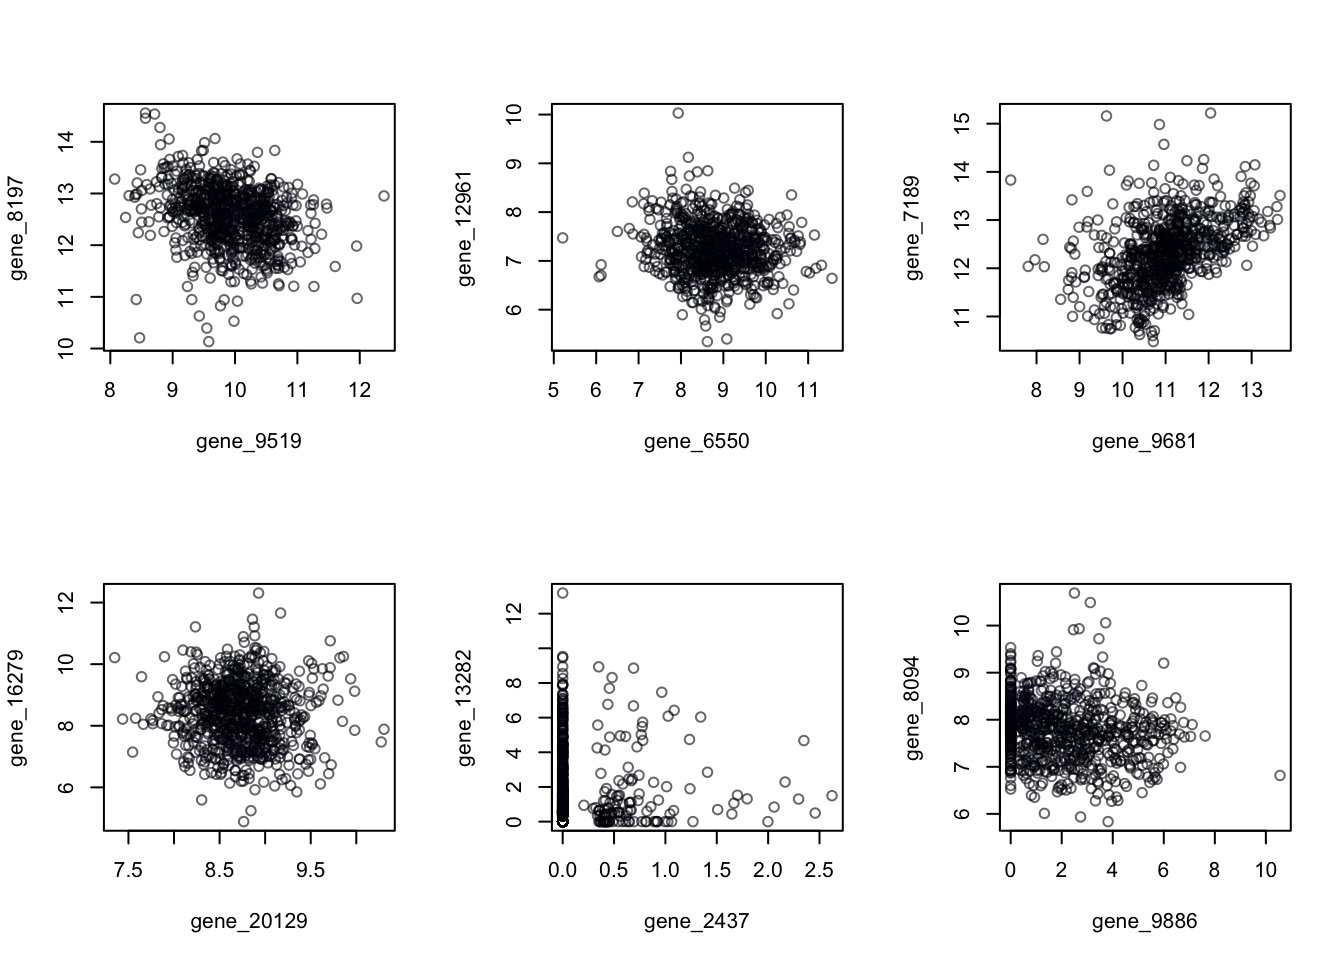 gene_8197
10 11 12 13 14
8 9 10 11 12
gene_9519
gene_12961
6 7 8 9 10
5 6 7 8 9 10 11
gene_6550
gene_7189
11 12 13 14 15
8 9 10 11 12 13
gene_9681
gene_16279
6 8 10 12
7.5 8.5 9.5
gene_20129
gene_13282
0 2 4 6 8 12
0.0 0.5 1.0 1.5 2.0 2.5
gene_2437
gene_8094
6 7 8 9 10
0 2 4 6 8 10
gene_9886